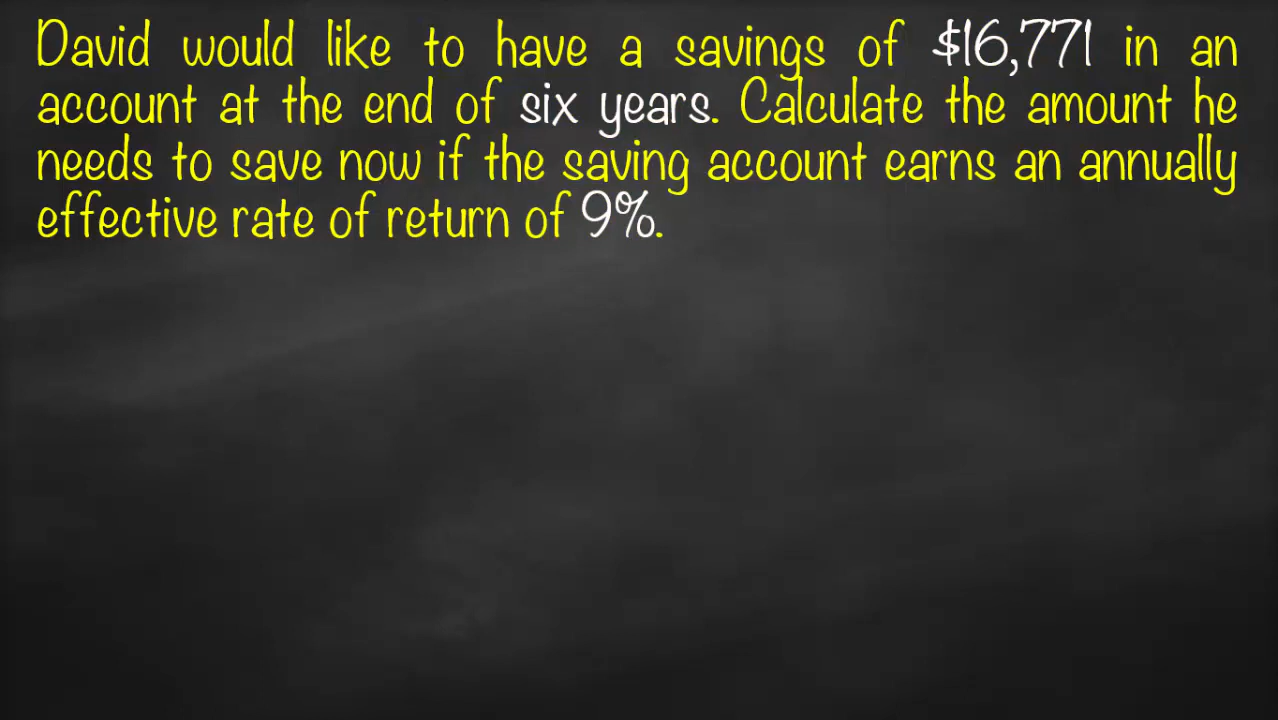 David would like to have a savings of $16,771 in an
account at the end of six years. Calculate the amount he
needs to save now if the saving account earns an annually
effective rate of return of 9%.